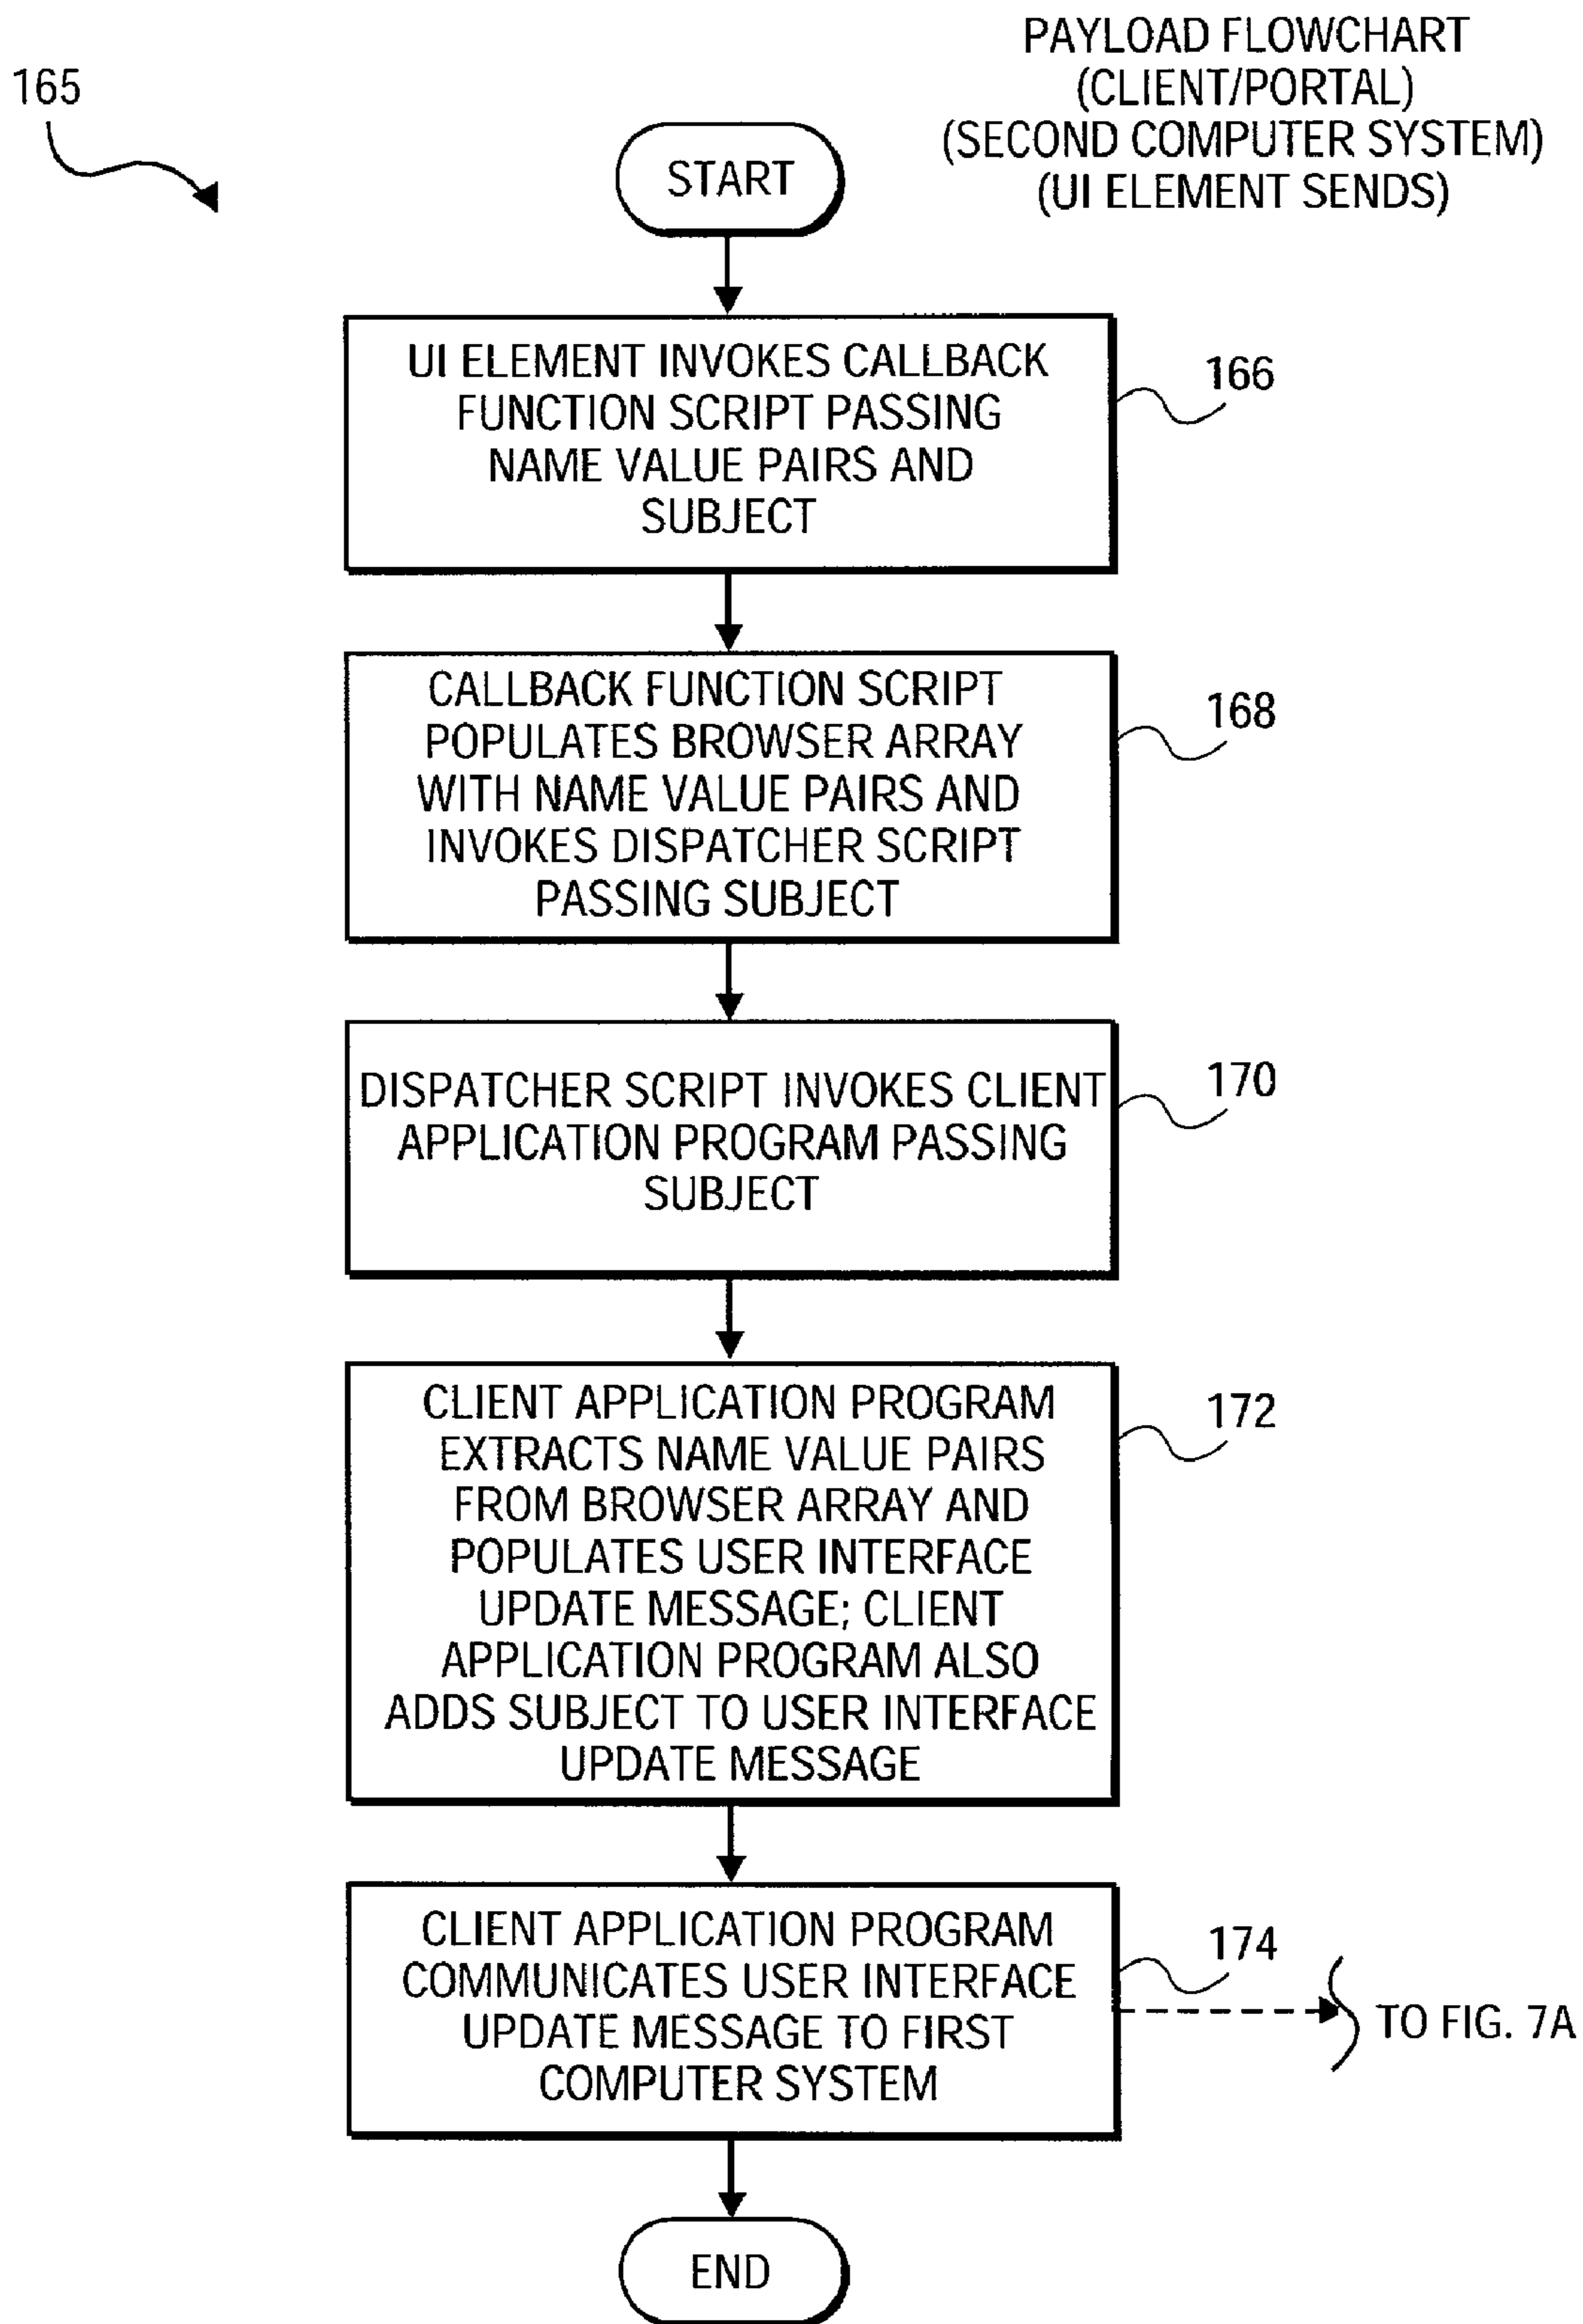 PAYLOAD FLOWCHART
(CLIENT/PORTAL)
(SECOND COMPUTER SYSTEM)
(UI ELEMENT SENDS)
165
START
UI ELEMENT INVOKES CALLBACK
FUNCTION SCRIPT PASSING
NAME VALUE PAIRS AND
SUBJECT
166
CALLBACK FUNCTION SCRIPT
POPULATES BROWSER ARRAY
WITH NAME VALUE PAIRS AND
INVOKES DISPATCHER SCRIPT
PASSING SUBJECT
168
DISPATCHER SCRIPT INVOKES CLIENT
APPLICATION PROGRAM PASSING
SUBJECT
170
CLIENT APPLICATION PROGRAM
EXTRACTS NAME VALUE PAIRS
FROM BROWSER ARRAY AND
POPULATES USER INTERFACE
UPDATE MESSAGE; CLIENT
APPLICATION PROGRAM ALSO
ADDS SUBJECT TO USER INTERFACE
UPDATE MESSAGE
172
CLIENT APPLICATION PROGRAM
COMMUNICATES USER INTERFACE
UPDATE MESSAGE TO FIRST
COMPUTER SYSTEM
174
TO FIG. 7A
END